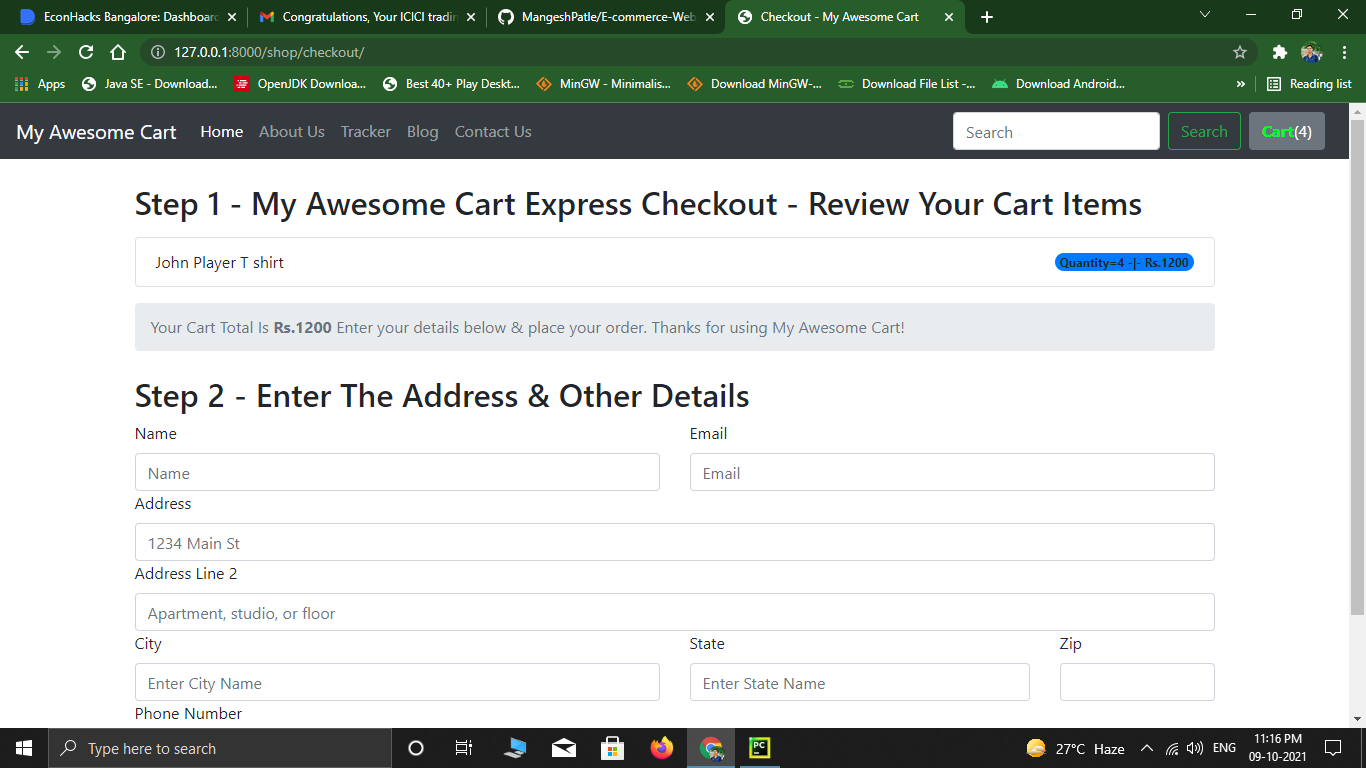 EconHacks Bangalore: Dashboard
Congratulations, Your ICICI tradin
MangeshPatle/E-commerce-Web
Checkout - My Awesome Cart
127.0.0.1:8000/shop/checkout/
Apps
Java SE - Download...
OpenJDK Downloa...
Best 40+ Play Deskt...
MinGW - Minimalis...
Download MinGW-...
Download File List -...
Download Android...
»
Reading list
My Awesome Cart
Home
About Us
Tracker
Blog
Contact Us
Search
Search
Cart(4)
Step 1 - My Awesome Cart Express Checkout - Review Your Cart Items
John Player T shirt
Quantity=4 -|- Rs.1200
Your Cart Total Is Rs.1200 Enter your details below & place your order. Thanks for using My Awesome Cart!
Step 2 - Enter The Address & Other Details
Name
Email
Name
Email
Address
1234 Main St
Address Line 2
Apartment, studio, or floor
City
State
Zip
Enter City Name
Enter State Name
Phone Number
Type here to search
PC
27°C Haze
ENG
11:16 PM
09-10-2021